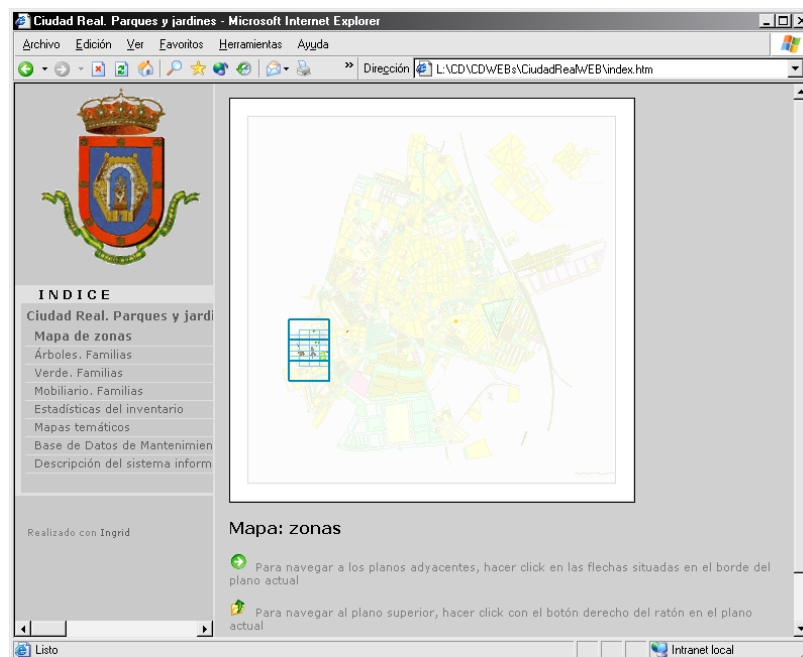 Ciudad Real. Parques y jardines - Microsoft Internet Explorer
Archivo Edición Ver Favoritos Herramientas Ayuda
» Dirección L:\CD\CDWEBs\CiudadRealWEB\index.htm
INDICE
Ciudad Real. Parques y jardi
Mapa de zonas
Árboles. Familias
Verde. Familias
Mobiliario. Familias
Estadísticas del inventario
Mapas temáticos
Base de Datos de Mantenimien
Descripción del sistema inform
Realizado con Ingrid
Mapa: zonas
Para navegar a los planos adyacentes, hacer click en las flechas situadas en el borde del
plano actual
Para navegar al plano superior, hacer click con el botón derecho del ratón en el plano
actual
Listo
Intranet local